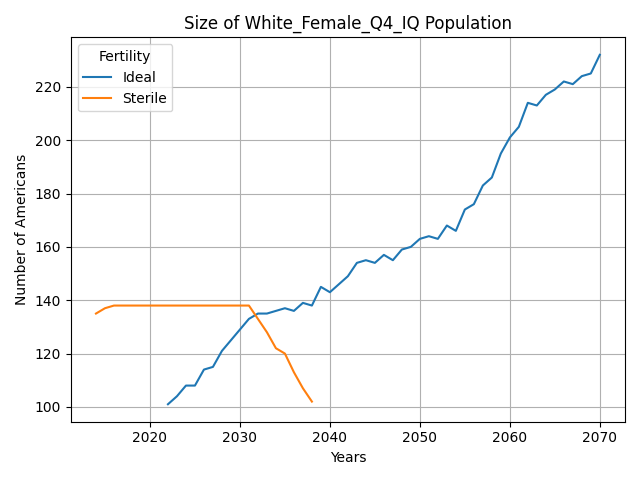 Size of White_Female_Q4_IQ Population
Fertility
Ideal
Sterile
Number of Americans
220
200
180
160
140
120
100
2020 2030 2040 2050 2060 2070
Years